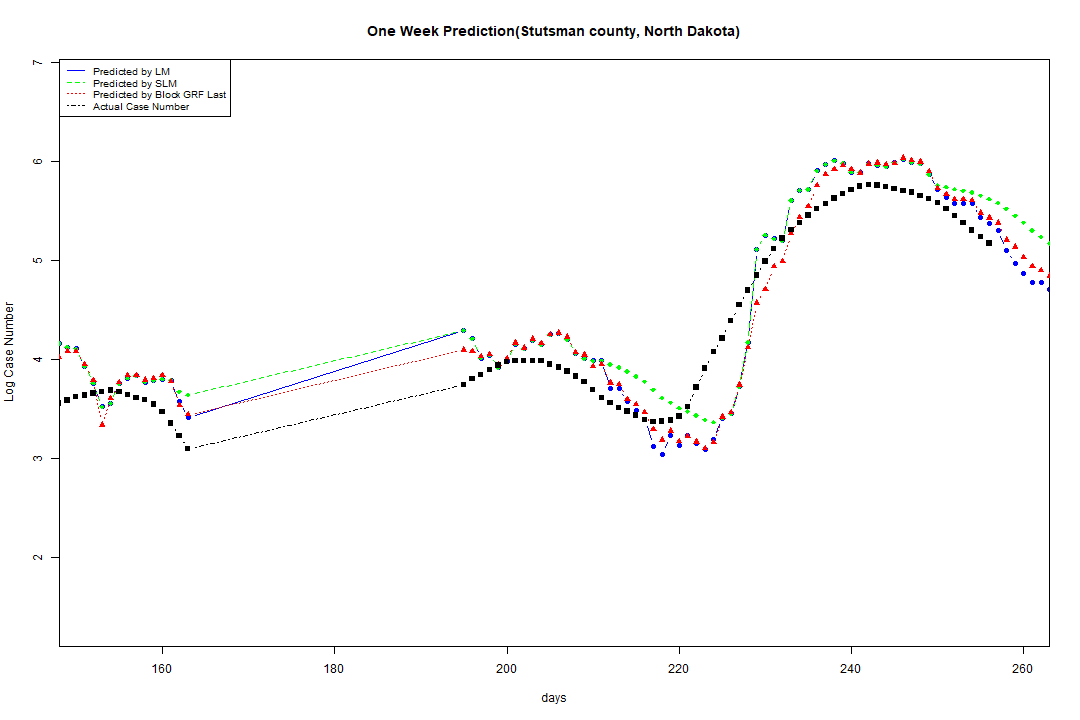 One Week Prediction(Stutsman county, North Dakota)
Predicted by LM
Predicted by SLM
Predicted by Block GRF Last
Actual Case Number
7
6
5
4
3
2
Log Case Number
160 180 200 220 240 260
days